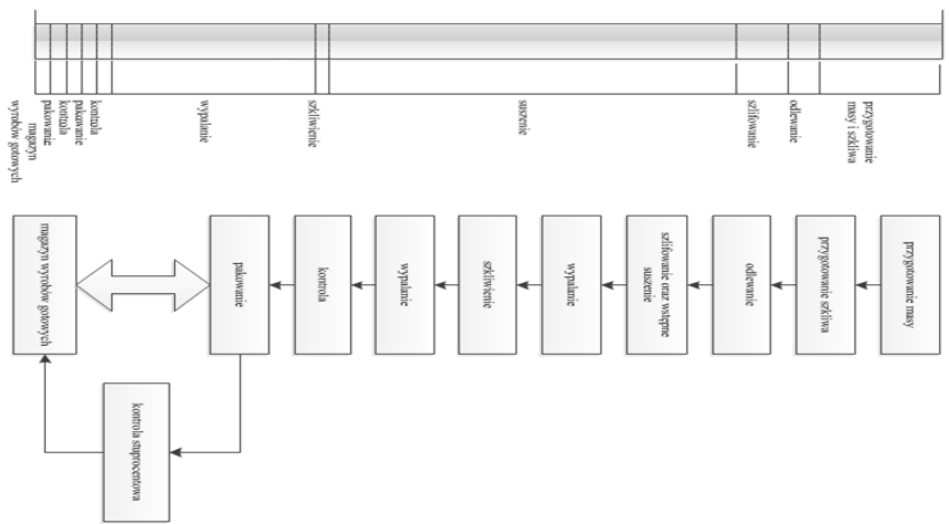 przygotowanie
masy i szkliwa
odlewanie
szlifowanie
suszenie
szkliwienie
wypalanie
kontrola
pakowanie
kontrola
pakowanie
magazyn
wyrobów gotowych
przygotowanie masy
przygotowanie szkliwa
odlewanie
szlifowanie oraz wstępne
suszenie
wypalanie
szkliwienie
wypalanie
kontrola
pakowanie
kontrola stuprocentowa
magazyn wyrobów gotowych